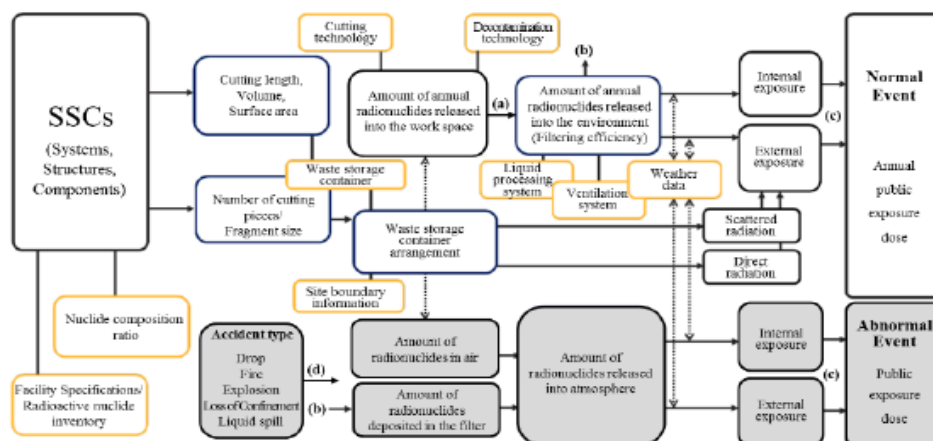 SSCs
(Systems,
Structures,
Components)
Cutting length,
Volume,
Surface area
Number of cutting
pieces/
Fragment size
Cutting
technology
Decontamination
technology
Amount of annual
radionuclides released
into the work space
(a)
(b)
Amount of annual
radionuclides released
into the environment
(Filtering efficiency)
Waste storage
container
Liquid
processing
system
Ventilation
system
Weather
data
Waste storage
container
arrangement
Site boundary
information
Internal
exposure
External
exposure
(c)
Scattered
radiation
Direct
radiation
Normal
Event
Annual
public
exposure
dose
Nuclide composition
ratio
Facility Specifications/
Radioactive nuclide
inventory
Accident type
Drop
Fire
Explosion
Loss of Confinement
Liquid spill
(d)
(b)
Amount of
radionuclides in air
Amount of
radionuclides
deposited in the filter
Amount of
radionuclides released
into atmosphere
Internal
exposure
External
exposure
(c)
Abnormal
Event
Public
exposure
dose